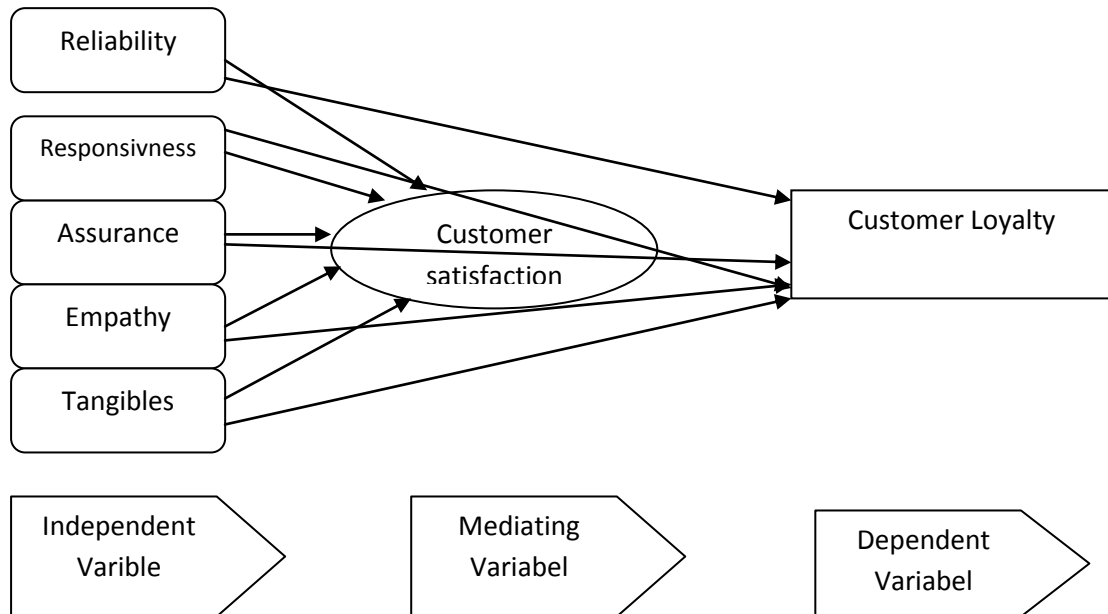 Reliability
Responsivness
Assurance
Empathy
Tangibles
Customer
satisfaction
Customer Loyalty
Independent
Varible
Mediating
Variabel
Dependent
Variabel